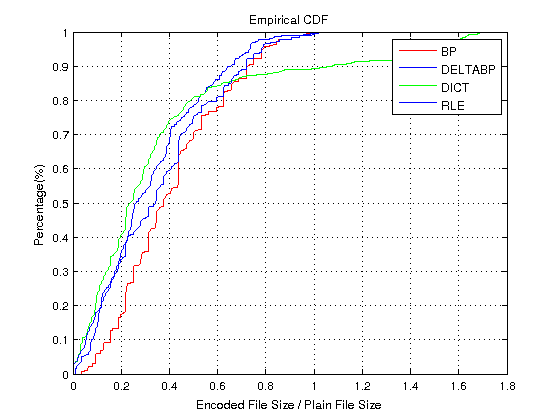 Empirical CDF
1
0.9
0.8
0.7
0.6
0.5
0.4
0.3
0.2
0.1
0
Percentage(%)
BP
DELTABP
DICT
RLE
0 0.2 0.4 0.6 0.8 1 1.2 1.4 1.6 1.8
Encoded File Size / Plain File Size